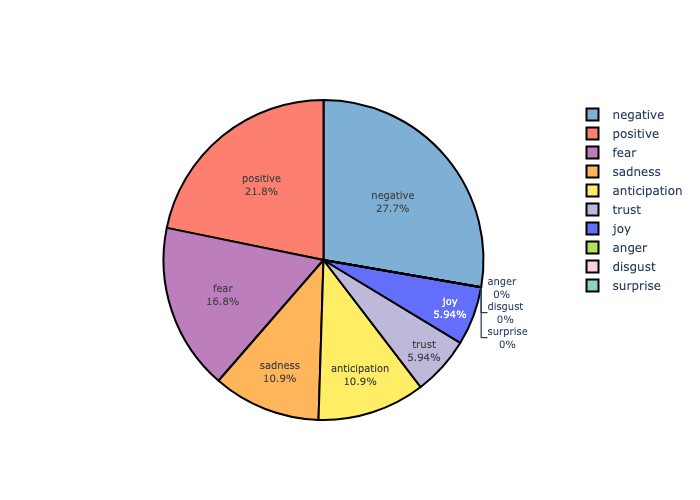 positive
21.8%
negative
27.7%
fear
16.8%
sadness
10.9%
anticipation
10.9%
trust
5.94%
joy
5.94%
anger
0%
disgust
0%
surprise
0%
negative
positive
fear
sadness
anticipation
trust
joy
anger
disgust
surprise